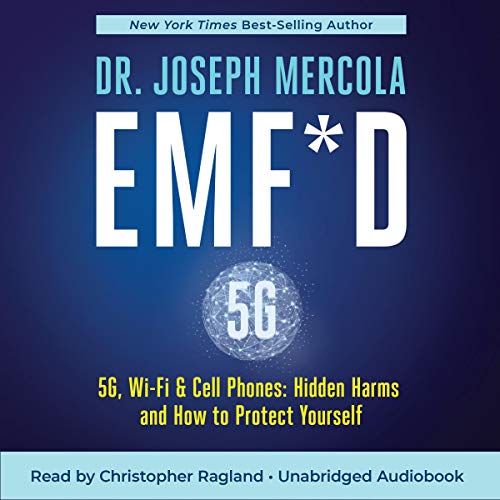 New York Times Best-Selling Author
DR. JOSEPH MERCOLA
EMF*D
5G
5G, Wi-Fi & Cell Phones: Hidden Harms
and How to Protect Yourself
Read by Christopher Ragland • Unabridged Audiobook